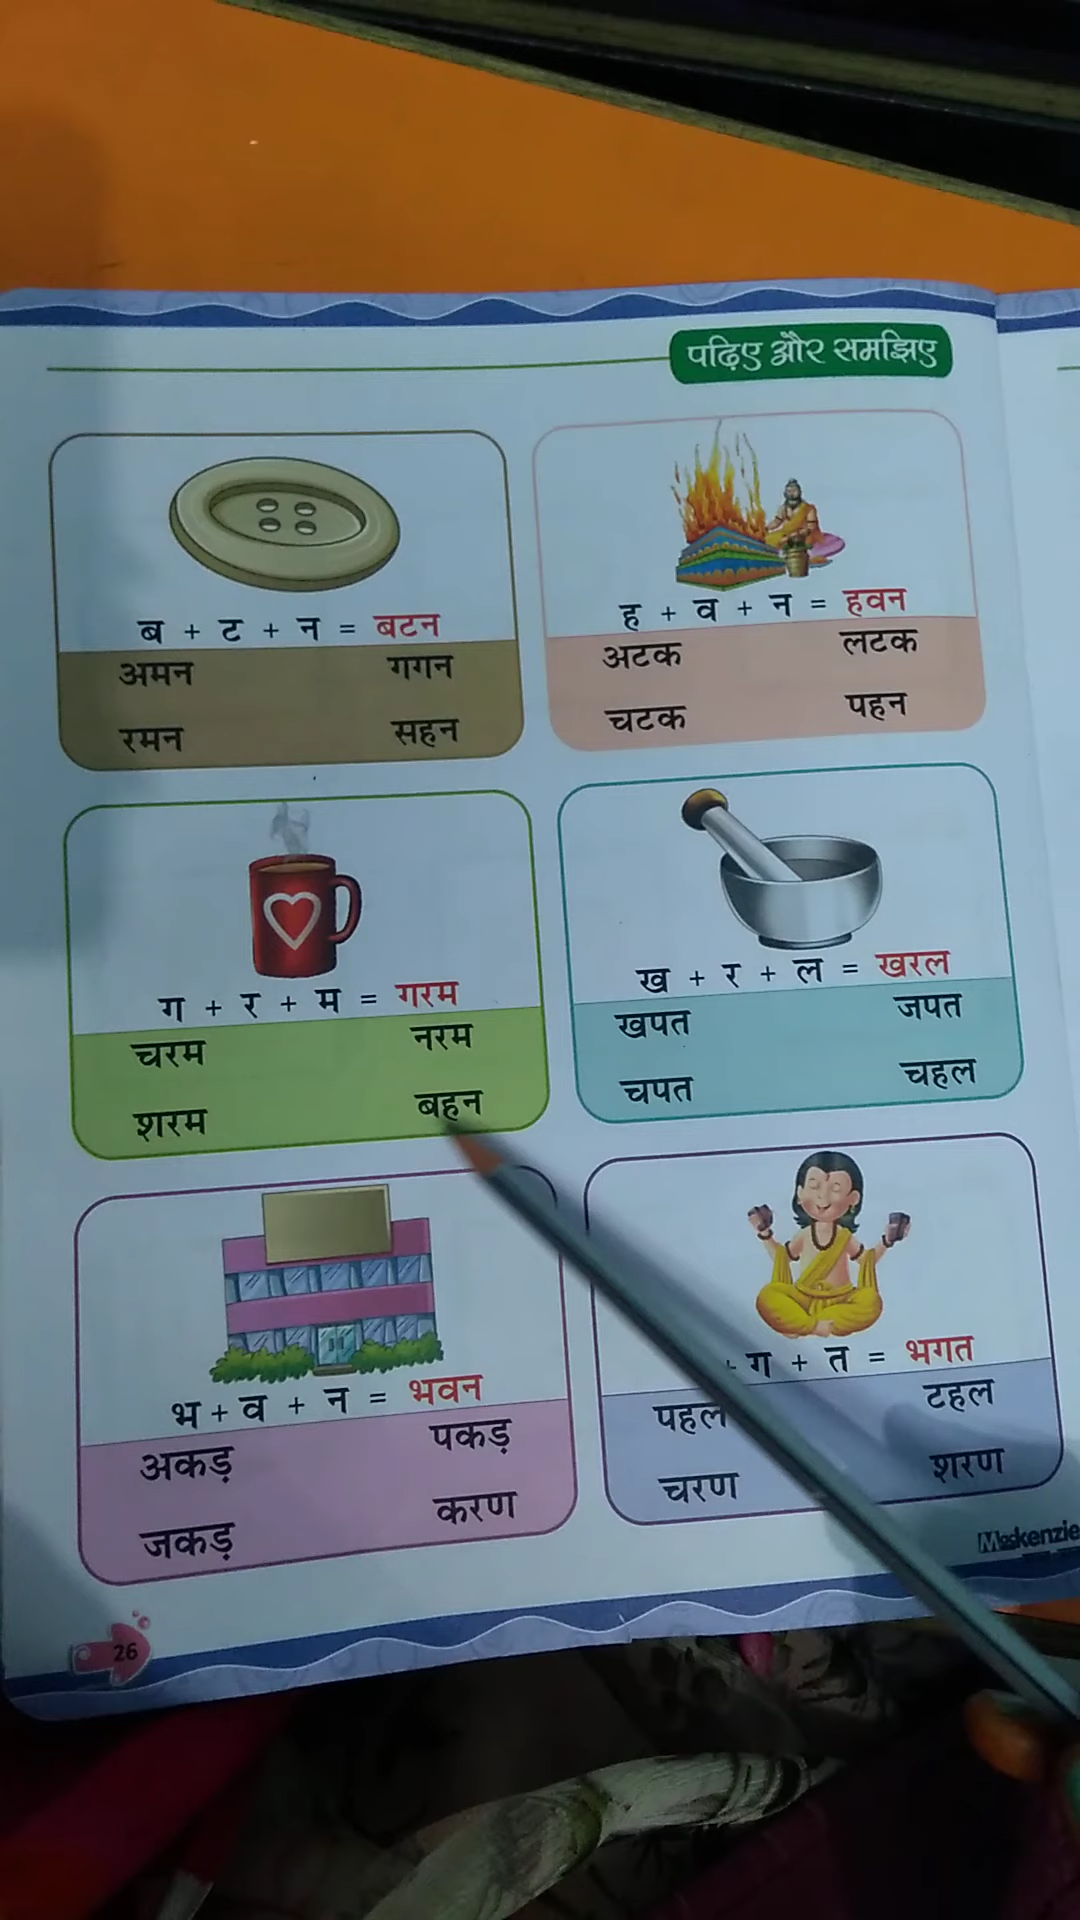 पढ़िए और समझिए
ब + ट + न = बटन
अमन गगन
रमन सहन
ह + व + न = हवन
अटक लटक
चटक पहन
ग + र + म = गरम
चरम नरम
शरम बहन
ख + र + ल = खरल
खपत जपत
चपत चहल
भ + व + न = भवन
अकड़ पकड़
जकड़ करण
+ ग + त = भगत
पहल टहल
चरण शरण
26